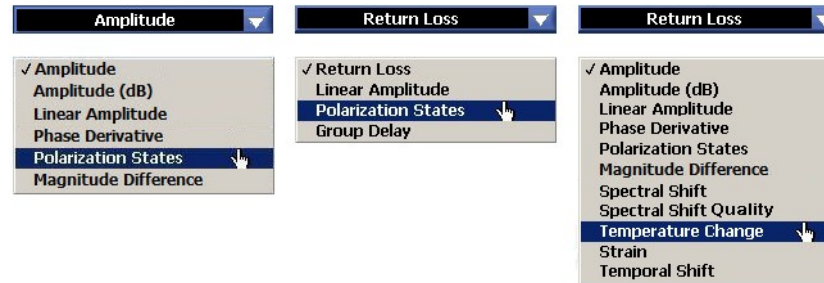 Amplitude
✓ Amplitude
Amplitude (dB)
Linear Amplitude
Phase Derivative
Polarization States
Magnitude Difference
Return Loss
✓ Return Loss
Linear Amplitude
Polarization States
Group Delay
Return Loss
✓ Amplitude
Amplitude (dB)
Linear Amplitude
Phase Derivative
Polarization States
Magnitude Difference
Spectral Shift
Spectral Shift Quality
Temperature Change
Strain
Temporal Shift